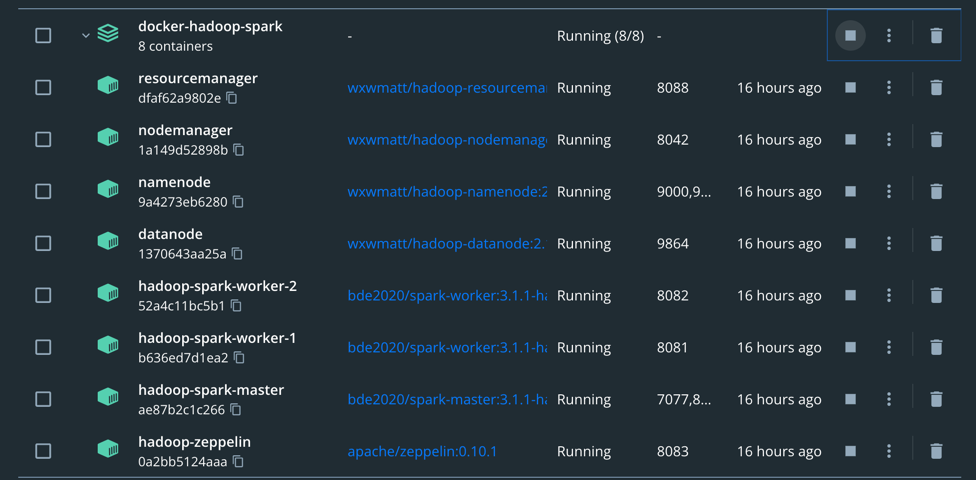 docker-hadoop-spark
8 containers
-
Running (8/8)
-
resourcemanager
dfaf62a9802e
wxwmatt/hadoop-resourcema
Running
8088
16 hours ago
nodemanager
1a149d52898b
wxwmatt/hadoop-nodemanag
Running
8042
16 hours ago
namenode
9a4273eb6280
wxwmatt/hadoop-namenode:2
Running
9000,9...
16 hours ago
datanode
1370643aa25a
wxwmatt/hadoop-datanode:2.
Running
9864
16 hours ago
hadoop-spark-worker-2
52a4c11bc5b1
bde2020/spark-worker:3.1.1-ha
Running
8082
16 hours ago
hadoop-spark-worker-1
b636ed7d1ea2
bde2020/spark-worker:3.1.1-ha
Running
8081
16 hours ago
hadoop-spark-master
ae87b2c1c266
bde2020/spark-master:3.1.1-ha
Running
7077,8...
16 hours ago
hadoop-zeppelin
0a2bb5124aaa
apache/zeppelin:0.10.1
Running
8083
16 hours ago